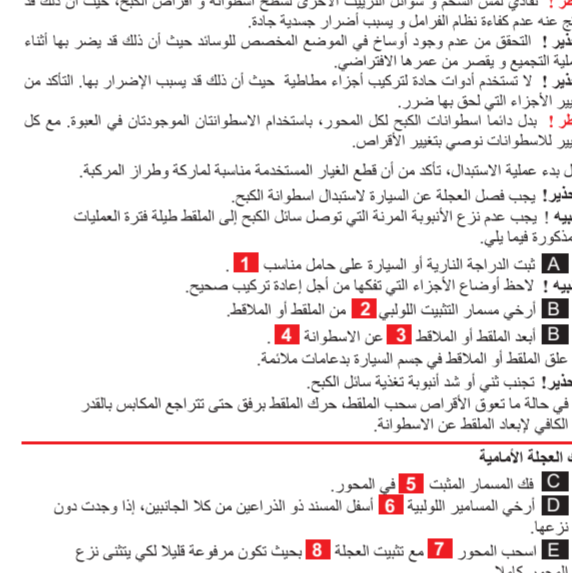 تفادي لمس الشحم و سوائل التزييت الأخرى لسطح اسطوانة و أقراص الكبح، حيث أن ذلك قد
عنه عدم كفاءة نظام الفرامل و يسبب أضرار جسدية جادة.
! التحقق من عدم وجود أوساخ في الموضع المخصص للوسائد حيث أن ذلك قد يضر بها أثناء
التجميع و يقصر من عمرها الافتراضي.
! لا تستخدم أدوات حادة لتركيب أجزاء مطاطية حيث أن ذلك قد يسبب الإضرار بها. التأكد من
الأجزاء التي لحق بها ضرر.
! بدل دائما اسطوانات الكبح لكل المحور، باستخدام الاسطوانتان الموجودتان في العبوة. مع كل
للاسطوانات نوصي بتغيير الأقراص.
بدء عملية الاستبدال، تأكد من أن قطع الغيار المستخدمة مناسبة لماركة وطراز المركبة.
! يجب فصل العجلة عن السيارة لاستبدال اسطوانة الكبح.
! يجب عدم نزع الأنبوبة المرنة التي توصل سائل الكبح إلى الملقط طيلة فترة العمليات
مذكورة فيما يلي.
A ثبت الدراجة النارية أو السيارة على حامل مناسب 1 .
! لاحظ أوضاع الأجزاء التي تفكها من أجل إعادة تركيب صحيح.
B أرخي مسمار التثبيت اللولبي 2 من الملقط أو الملاقط.
B أبعد الملقط أو الملاقط 3 عن الاسطوانة 4 .
علق الملقط أو الملاقط في جسم السيارة بدعامات ملائمة.
! تجنب ثني أو شد أنبوبة تغذية سائل الكبح.
في حالة ما تعوق الأقراص سحب الملقط، حرك الملقط برفق حتى تتراجع المكابس بالقدر
الكافي لإبعاد الملقط عن الاسطوانة.
العجلة الأمامية
C فك المسمار المثبت 5 في المحور.
D أرخي المسامير اللولبية 6 أسفل المسند ذو الذراعين من كلا الجانبين، إذا وجدت دون
نزعها.
E اسحب المحور 7 مع تثبيت العجلة 8 بحيث تكون مرفوعة قليلا لكي يتثنى نزع